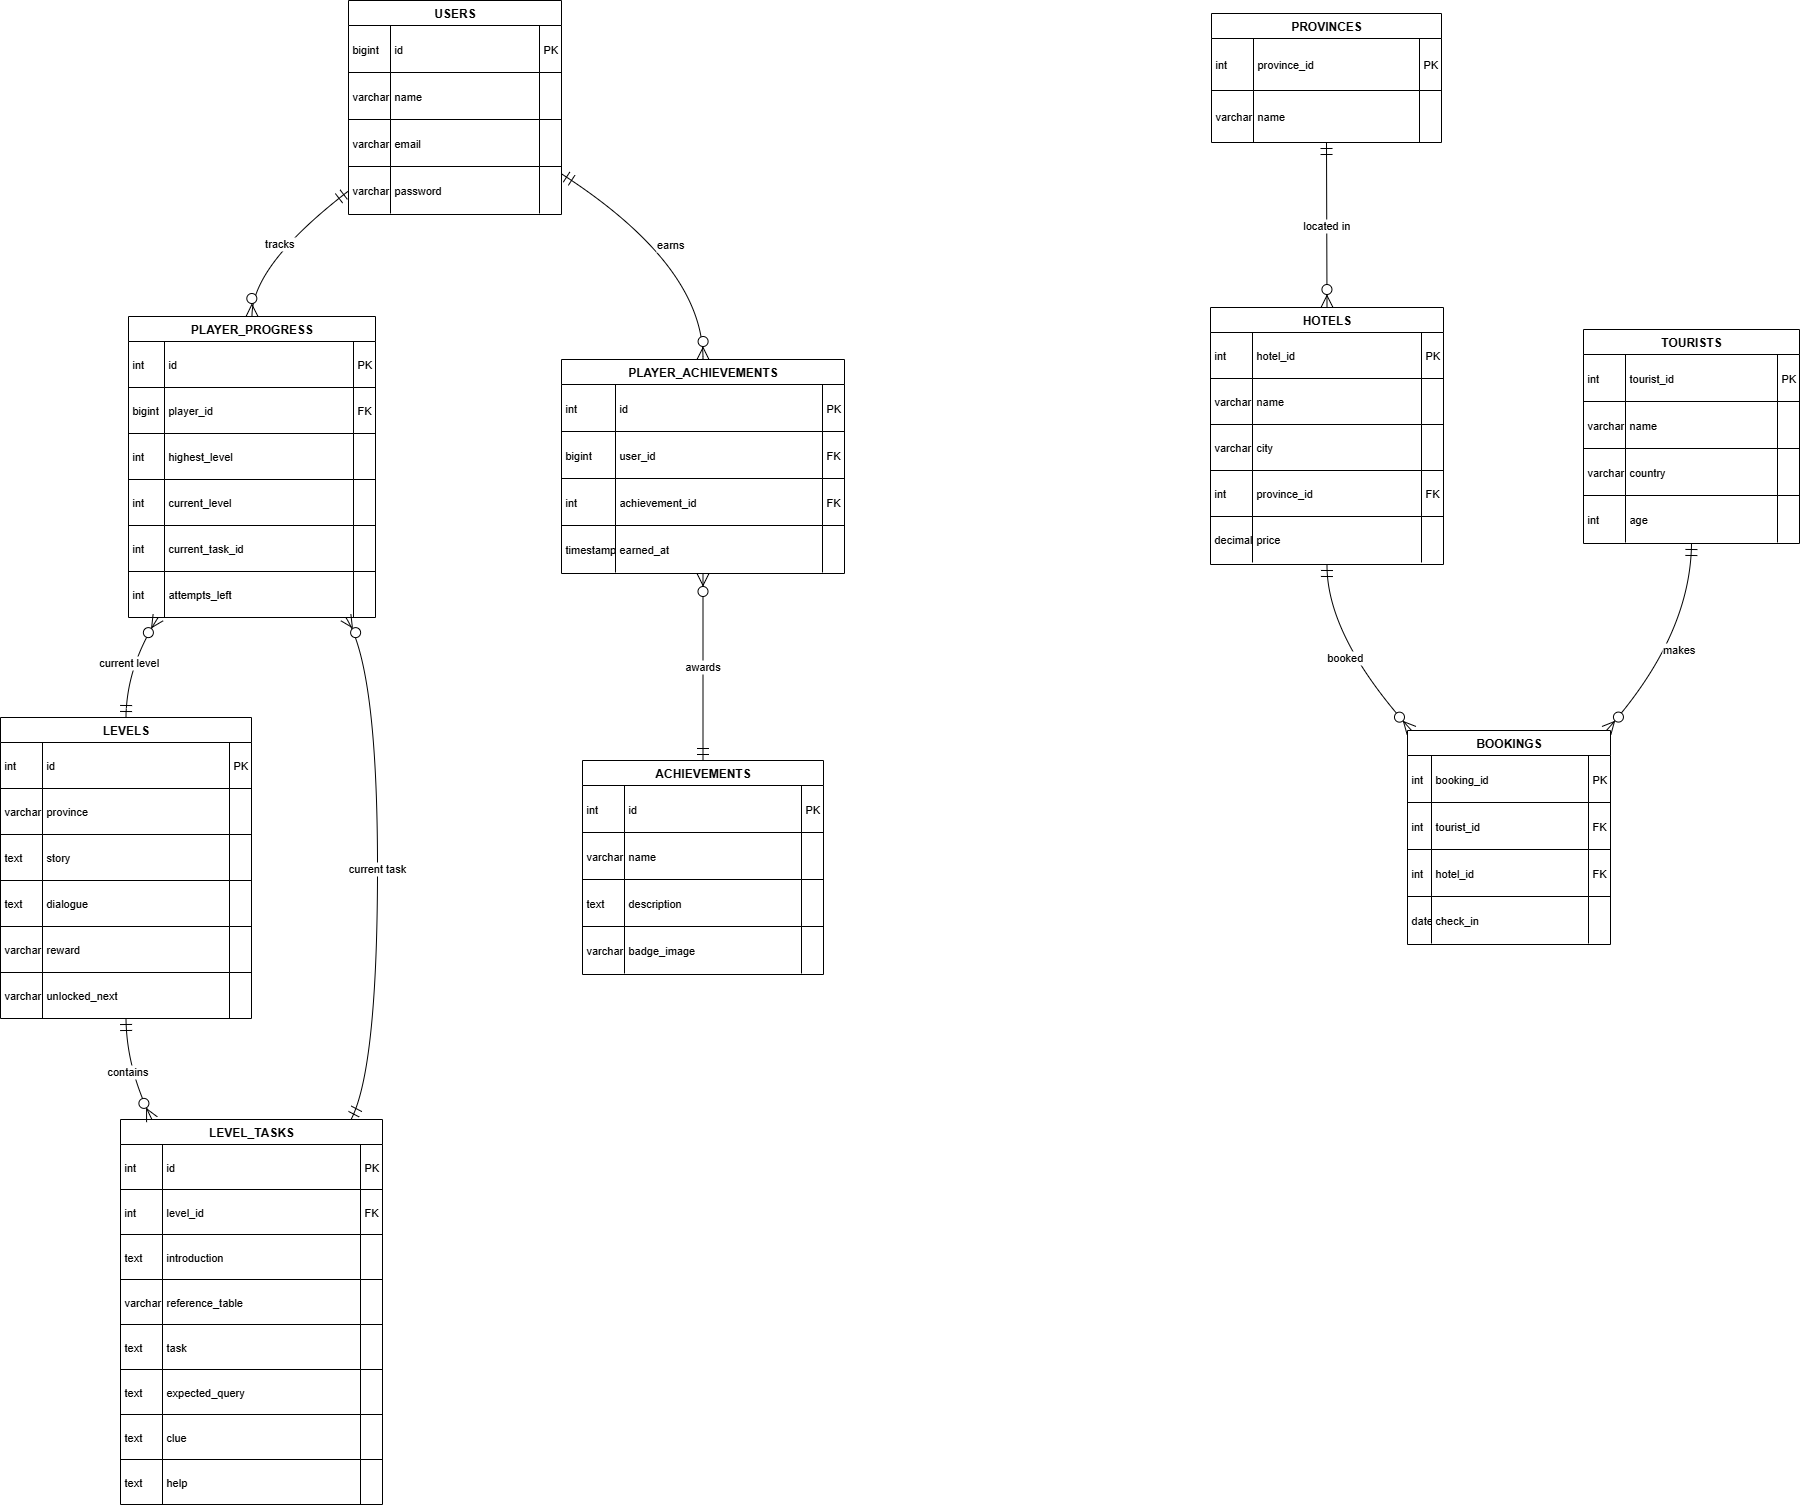 USERS
bigint id PK
varchar name
varchar email
varchar password
tracks
earns
PLAYER_PROGRESS
int id PK
bigint player_id FK
int highest_level
int current_level
int current_task_id
int attempts_left
PLAYER_ACHIEVEMENTS
int id PK
bigint user_id FK
int achievement_id FK
timestamp earned_at
current level
current task
awards
LEVELS
int id PK
varchar province
text story
text dialogue
varchar reward
varchar unlocked_next
contains
ACHIEVEMENTS
int id PK
varchar name
text description
varchar badge_image
LEVEL_TASKS
int id PK
int level_id FK
text introduction
varchar reference_table
text task
text expected_query
text clue
text help
PROVINCES
int province_id PK
varchar name
located in
HOTELS
int hotel_id PK
varchar name
varchar city
int province_id FK
decimal price
TOURISTS
int tourist_id PK
varchar name
varchar country
int age
booked
makes
BOOKINGS
int booking_id PK
int tourist_id FK
int hotel_id FK
date check_in